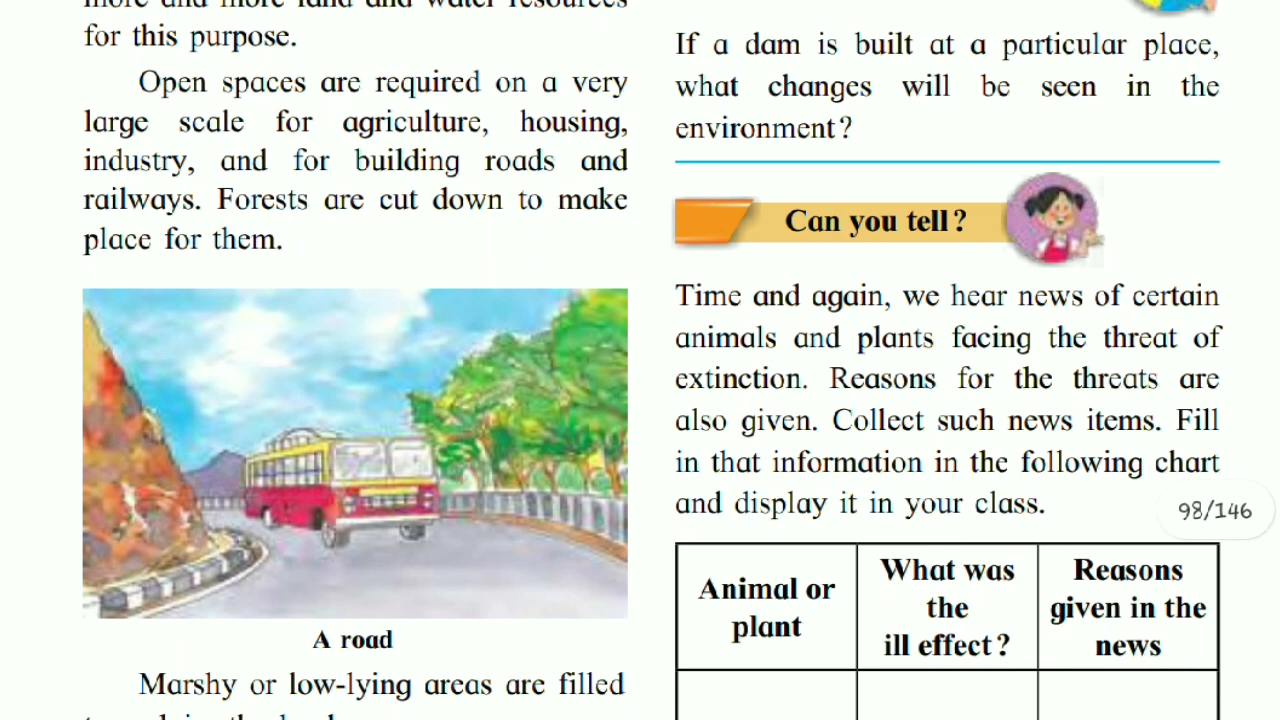 for this purpose.
Open spaces are required on a very
large scale for agriculture, housing,
industry, and for building roads and
railways. Forests are cut down to make
place for them.
A road
Marshy or low-lying areas are filled
If a dam is built at a particular place,
what changes will be seen in the
environment?
Can you tell?
Time and again, we hear news of certain
animals and plants facing the threat of
extinction. Reasons for the threats are
also given. Collect such news items. Fill
in that information in the following chart
and display it in your class.
98/146
Animal or
plant
What was
the
ill effect?
Reasons
given in the
news